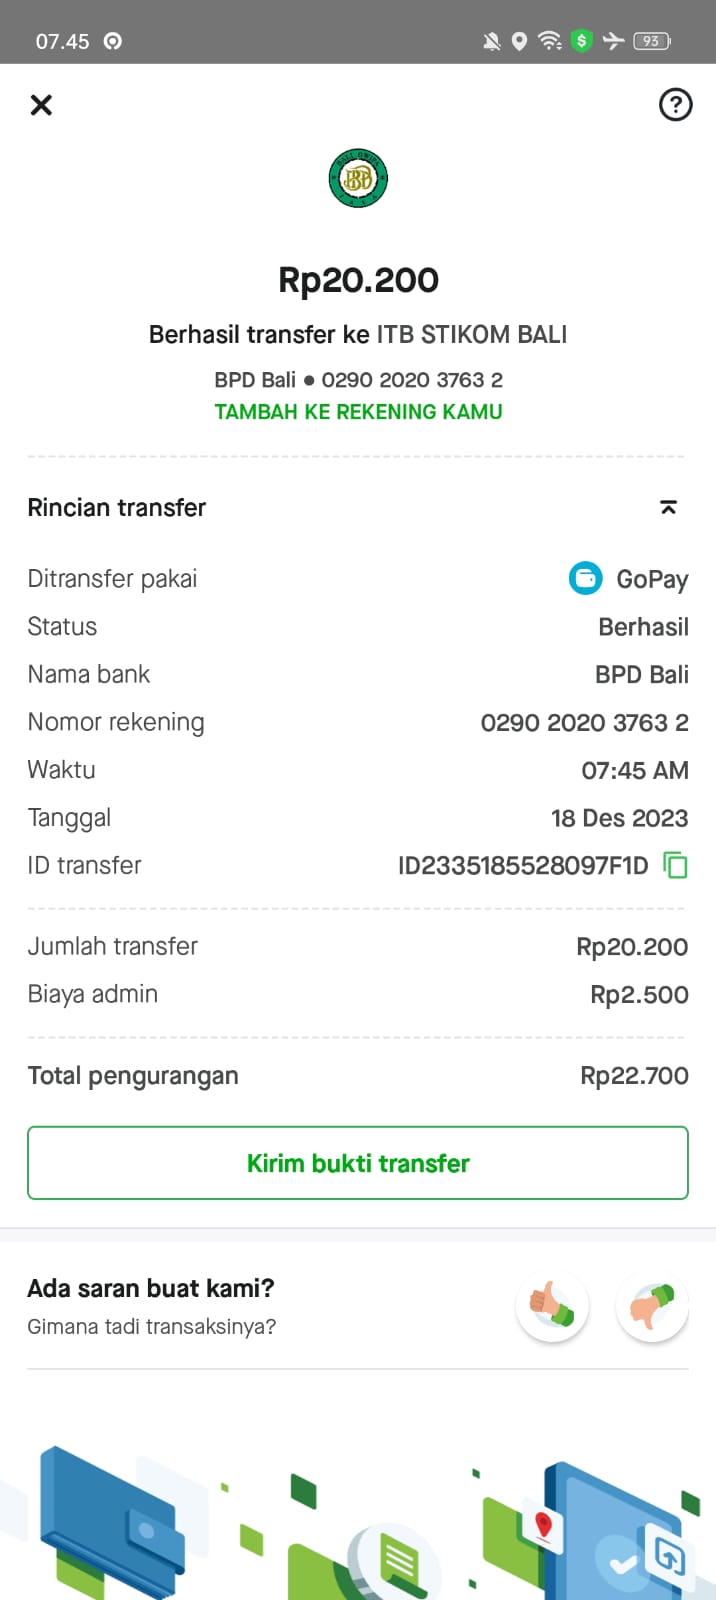 07.45
93
Rp20.200
Berhasil transfer ke ITB STIKOM BALI
BPD Bali ● 0290 2020 3763 2
TAMBAH KE REKENING KAMU
Rincian transfer
Ditransfer pakai GoPay
Status Berhasil
Nama bank BPD Bali
Nomor rekening 0290 2020 3763 2
Waktu 07:45 AM
Tanggal 18 Des 2023
ID transfer ID2335185528097F1D
Jumlah transfer Rp20.200
Biaya admin Rp2.500
Total pengurangan Rp22.700
Kirim bukti transfer
Ada saran buat kami?
Gimana tadi transaksinya?